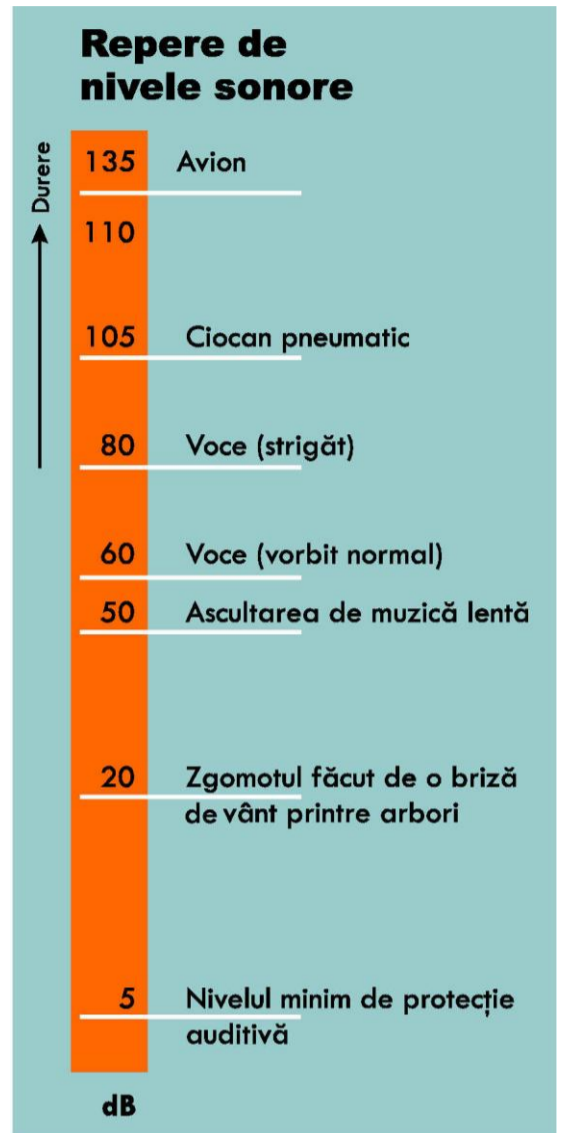 Repere de
nivele sonore
Durere
135 Avion
110
105 Ciocan pneumatic
80 Voce (strigăt)
60 Voce (vorbit normal)
50 Ascultarea de muzică lentă
20 Zgomotul făcut de o briză
de vânt printre arbori
5 Nivelul minim de protecție
auditivă
dB